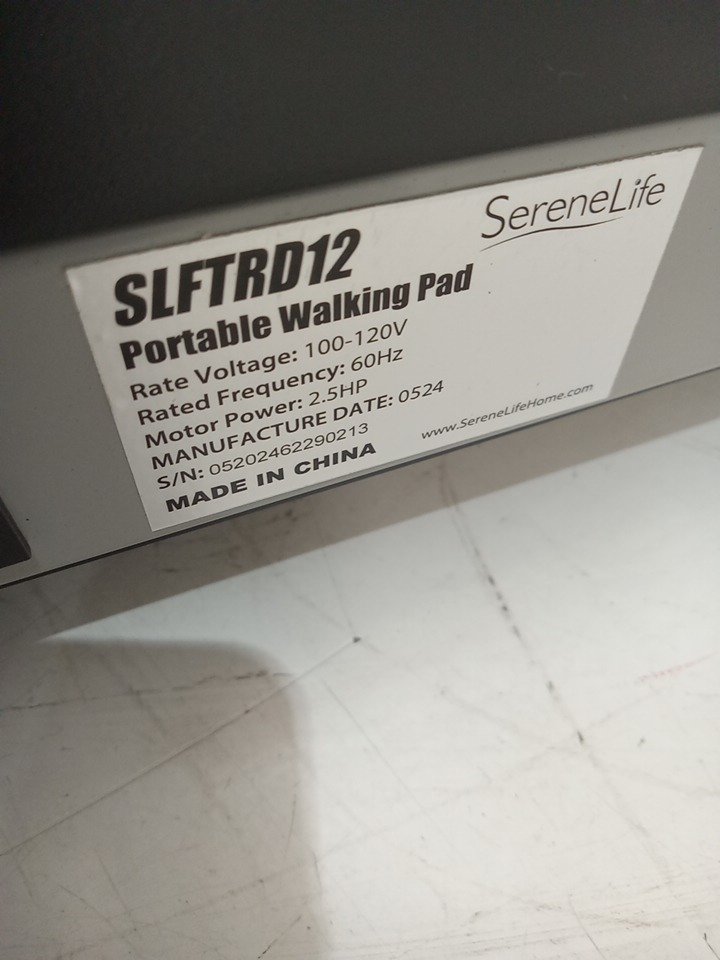 SereneLife
SLFTRD12
Portable Walking Pad
Rate Voltage: 100-120V
Rated Frequency: 60Hz
Motor Power: 2.5HP
MANUFACTURE DATE: 0524
S/N: 05202462290213
MADE IN CHINA
www.SereneLifeHome.com